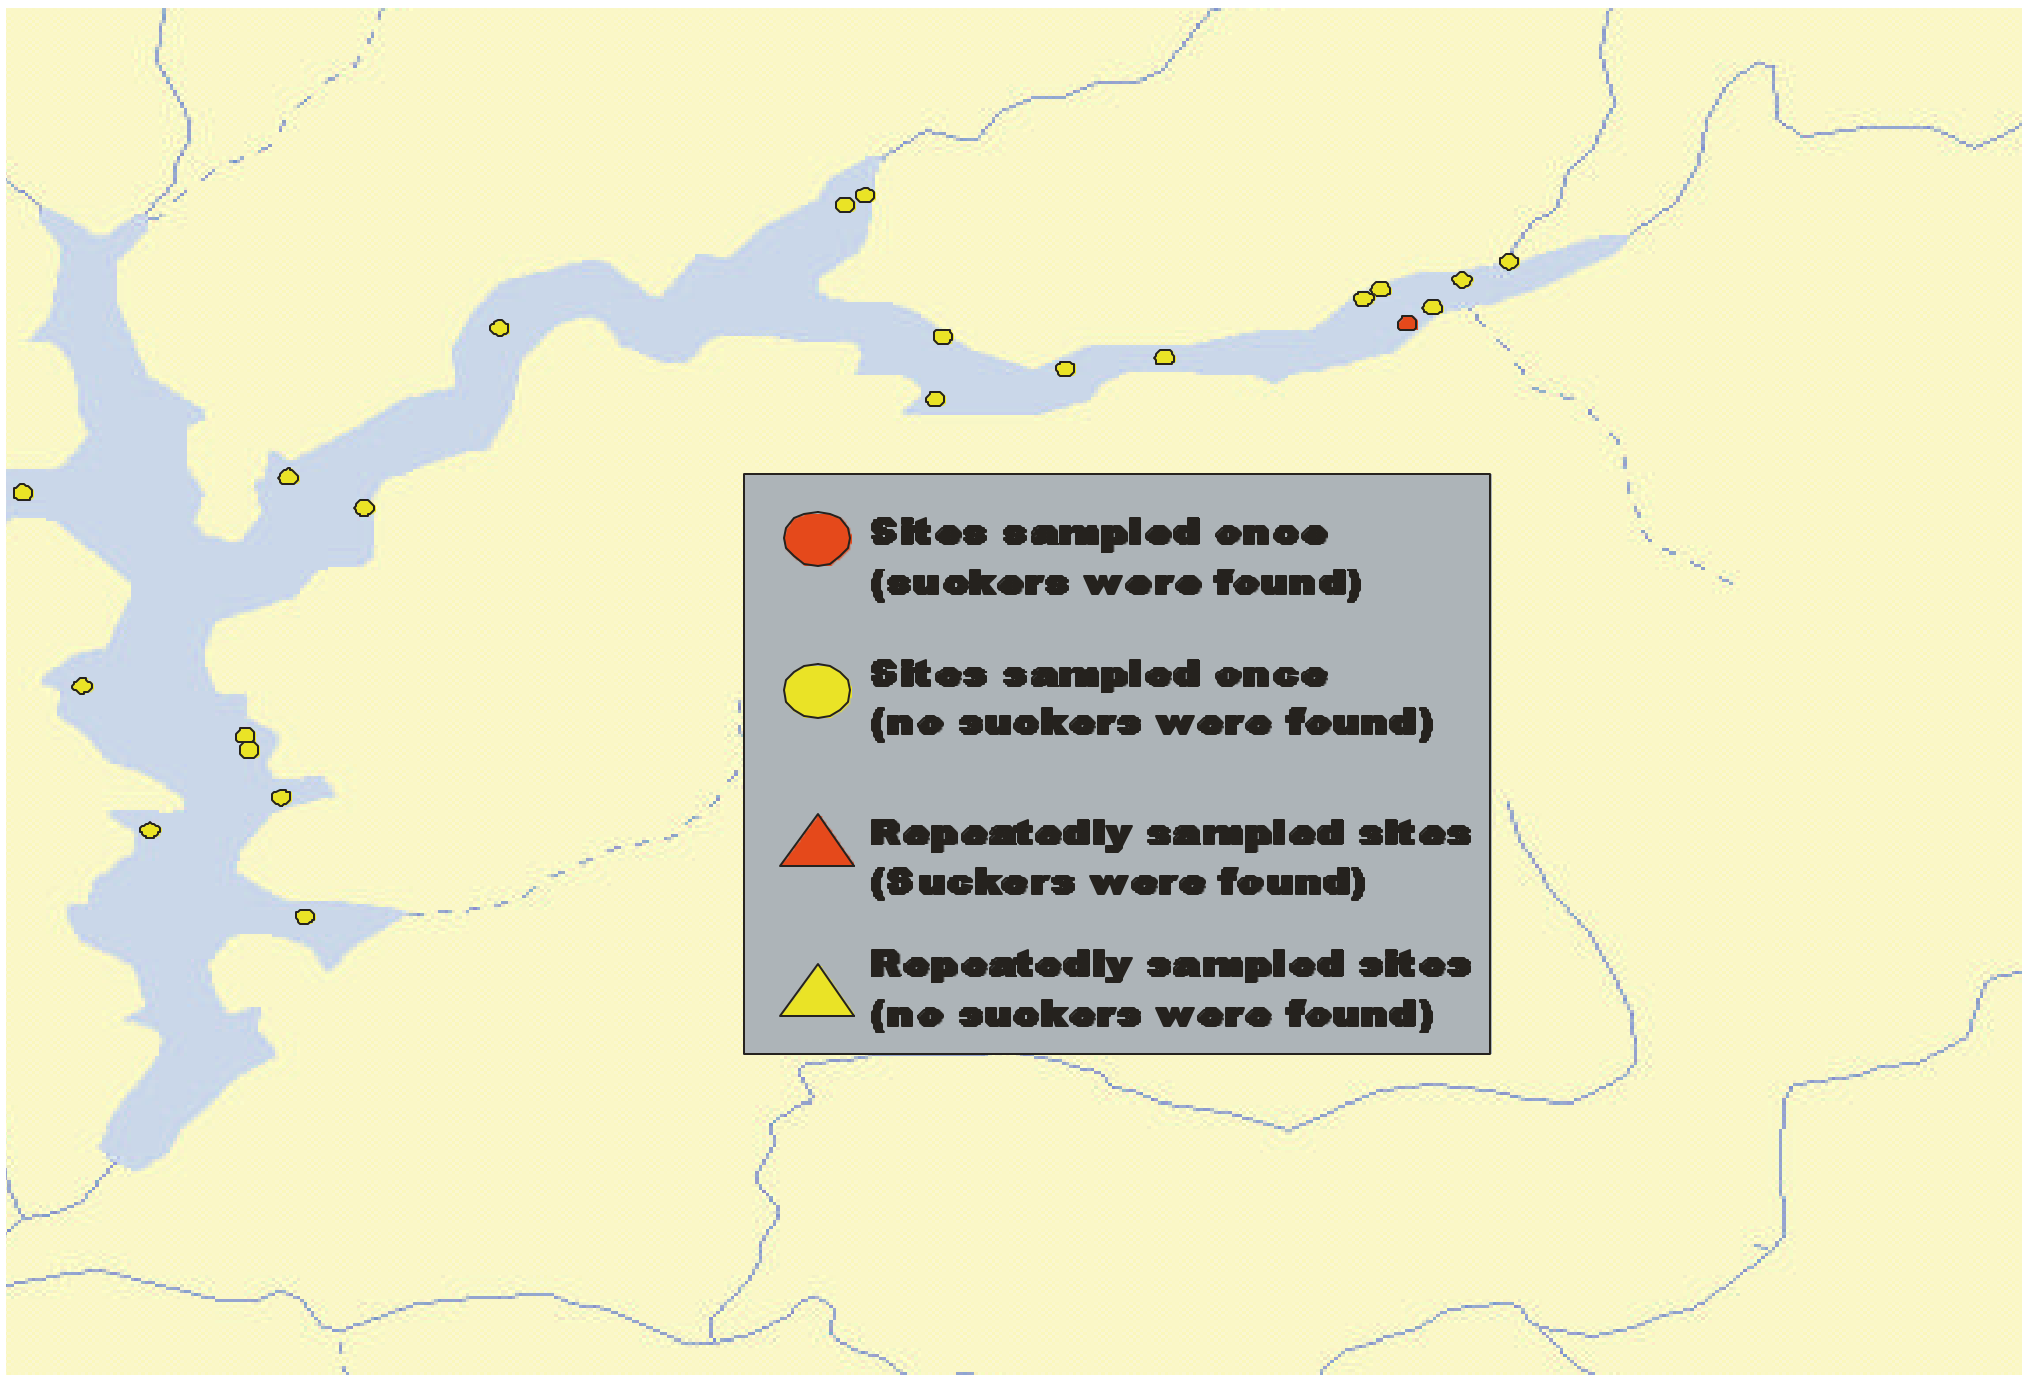 Sites sampled once
(suckers were found)
Sites sampled once
(no suckers were found)
Repeatedly sampled sites
(Suckers were found)
Repeatedly sampled sites
(no suckers were found)